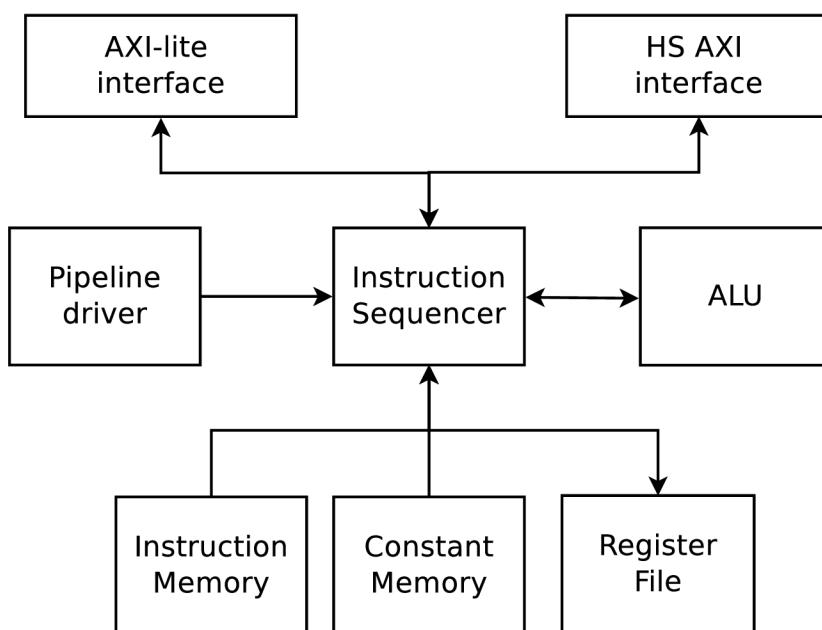 AXI-lite
interface
HS AXI
interface
Pipeline
driver
Instruction
Sequencer
ALU
Instruction
Memory
Constant
Memory
Register
File